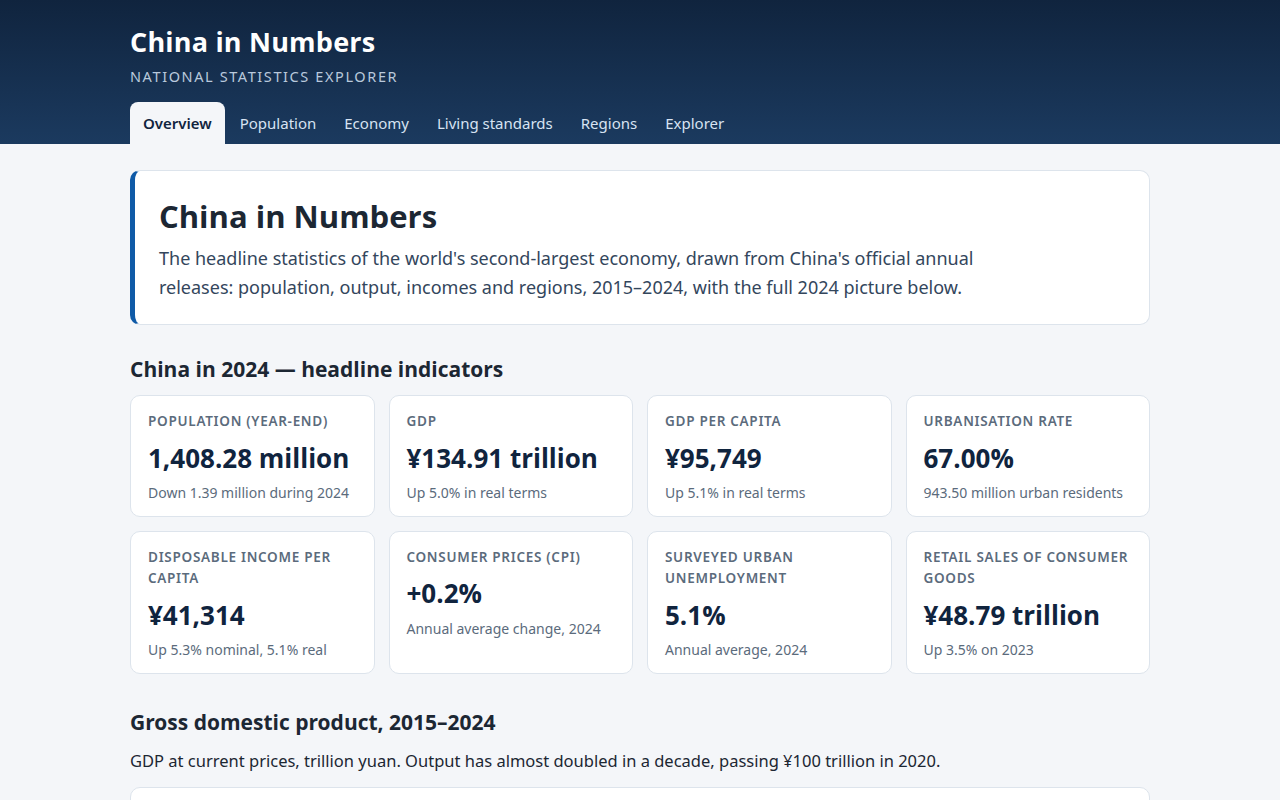 China in Numbers
NATIONAL STATISTICS EXPLORER
Overview Population Economy Living standards Regions Explorer
China in Numbers
The headline statistics of the world's second-largest economy, drawn from China's official annual
releases: population, output, incomes and regions, 2015–2024, with the full 2024 picture below.
China in 2024 — headline indicators
POPULATION (YEAR-END)
1,408.28 million
Down 1.39 million during 2024
GDP
¥134.91 trillion
Up 5.0% in real terms
GDP PER CAPITA
¥95,749
Up 5.1% in real terms
URBANISATION RATE
67.00%
943.50 million urban residents
DISPOSABLE INCOME PER
CAPITA
¥41,314
Up 5.3% nominal, 5.1% real
CONSUMER PRICES (CPI)
+0.2%
Annual average change, 2024
SURVEYED URBAN
UNEMPLOYMENT
5.1%
Annual average, 2024
RETAIL SALES OF CONSUMER
GOODS
¥48.79 trillion
Up 3.5% on 2023
Gross domestic product, 2015–2024
GDP at current prices, trillion yuan. Output has almost doubled in a decade, passing ¥100 trillion in 2020.